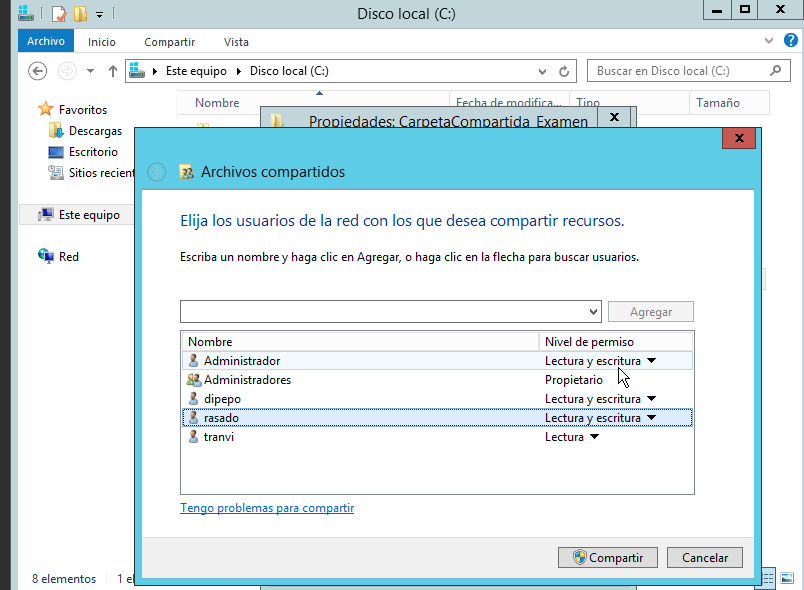 Disco local (C:)
Archivo Inicio Compartir Vista
Este equipo Disco local (C:) Buscar en Disco local (C:)
Nombre Fecha de modifica... Tipo Tamaño
Propiedades: CarpetaCompartida_Examen
Favoritos
Descargas
Escritorio
Sitios recient
Este equipo
Red
Archivos compartidos
Elija los usuarios de la red con los que desea compartir recursos.
Escriba un nombre y haga clic en Agregar, o haga clic en la flecha para buscar usuarios.
Agregar
Nombre Nivel de permiso
Administrador Lectura y escritura
Administradores Propietario
dipepo Lectura y escritura
rasado Lectura y escritura
tranvi Lectura
Tengo problemas para compartir
Compartir Cancelar
8 elementos 1 el